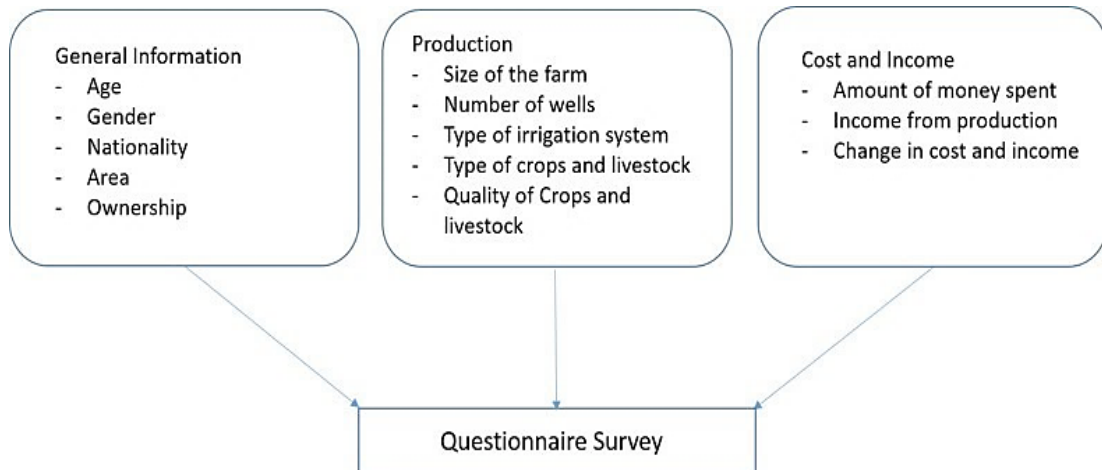 General Information
- Age
- Gender
- Nationality
- Area
- Ownership
Production
- Size of the farm
- Number of wells
- Type of irrigation system
- Type of crops and livestock
- Quality of Crops and
livestock
Cost and Income
- Amount of money spent
- Income from production
- Change in cost and income
Questionnaire Survey